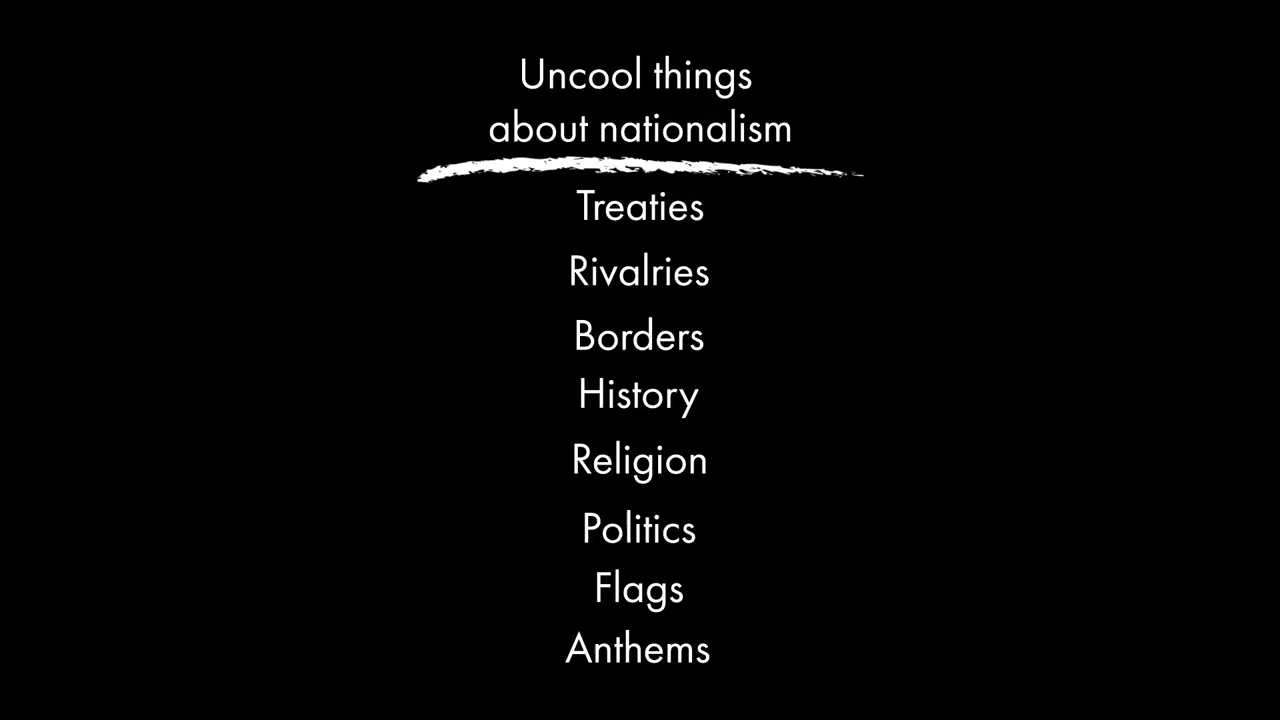 Uncool things
about nationalism
Treaties
Rivalries
Borders
History
Religion
Politics
Flags
Anthems